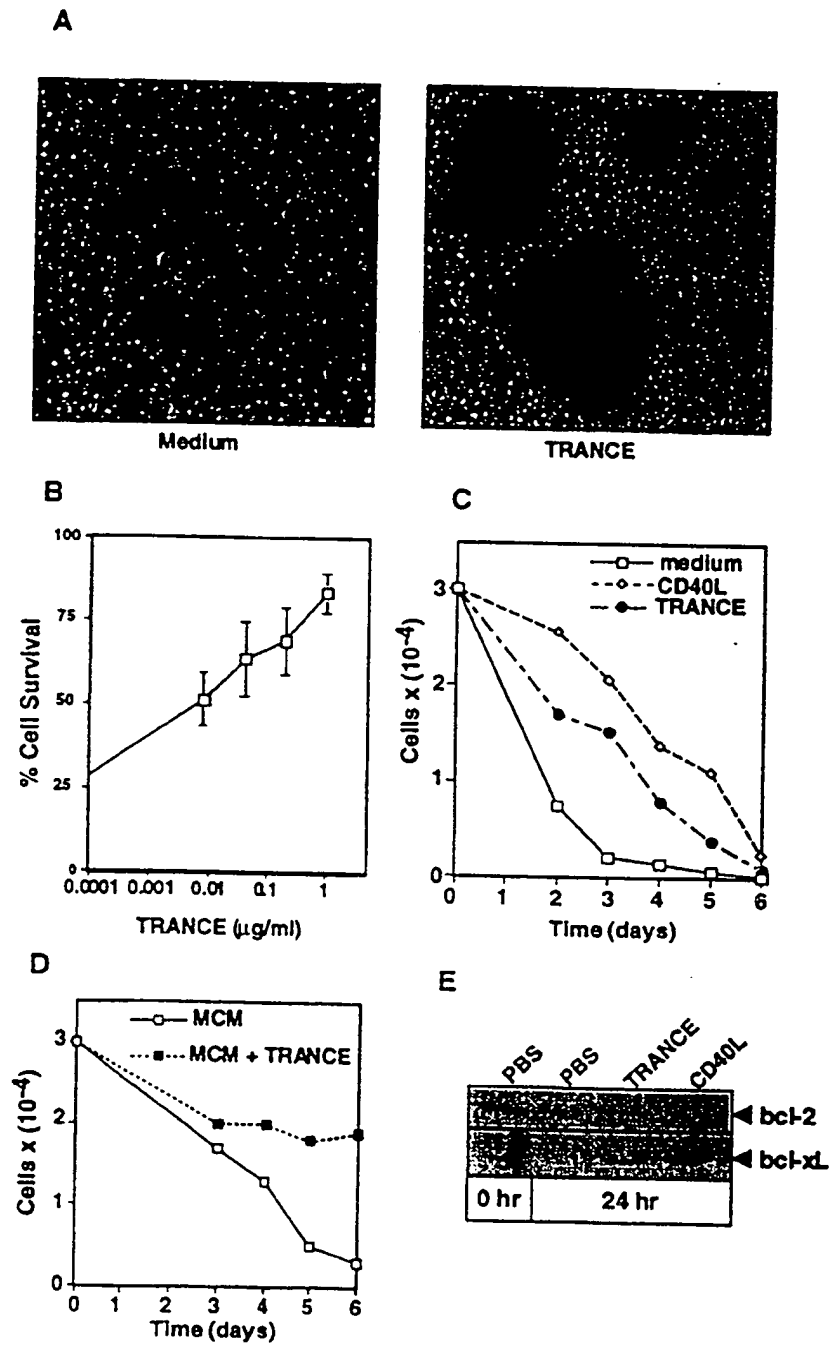 A
Medium
TRANCE
B
% Cell Survival
100
75
50
25
0
0.0001 0.001 0.01 0.1 1
TRANCE (µg/ml)
C
medium
CD40L
TRANCE
Cells x (10⁻⁴)
3
2
1
0
0 1 2 3 4 5 6
Time (days)
D
MCM
MCM + TRANCE
Cells x (10⁻⁴)
3
2
1
0
0 1 2 3 4 5 6
Time (days)
E
PBS PBS TRANCE CD40L
bcl-2
bcl-xL
0 hr 24 hr